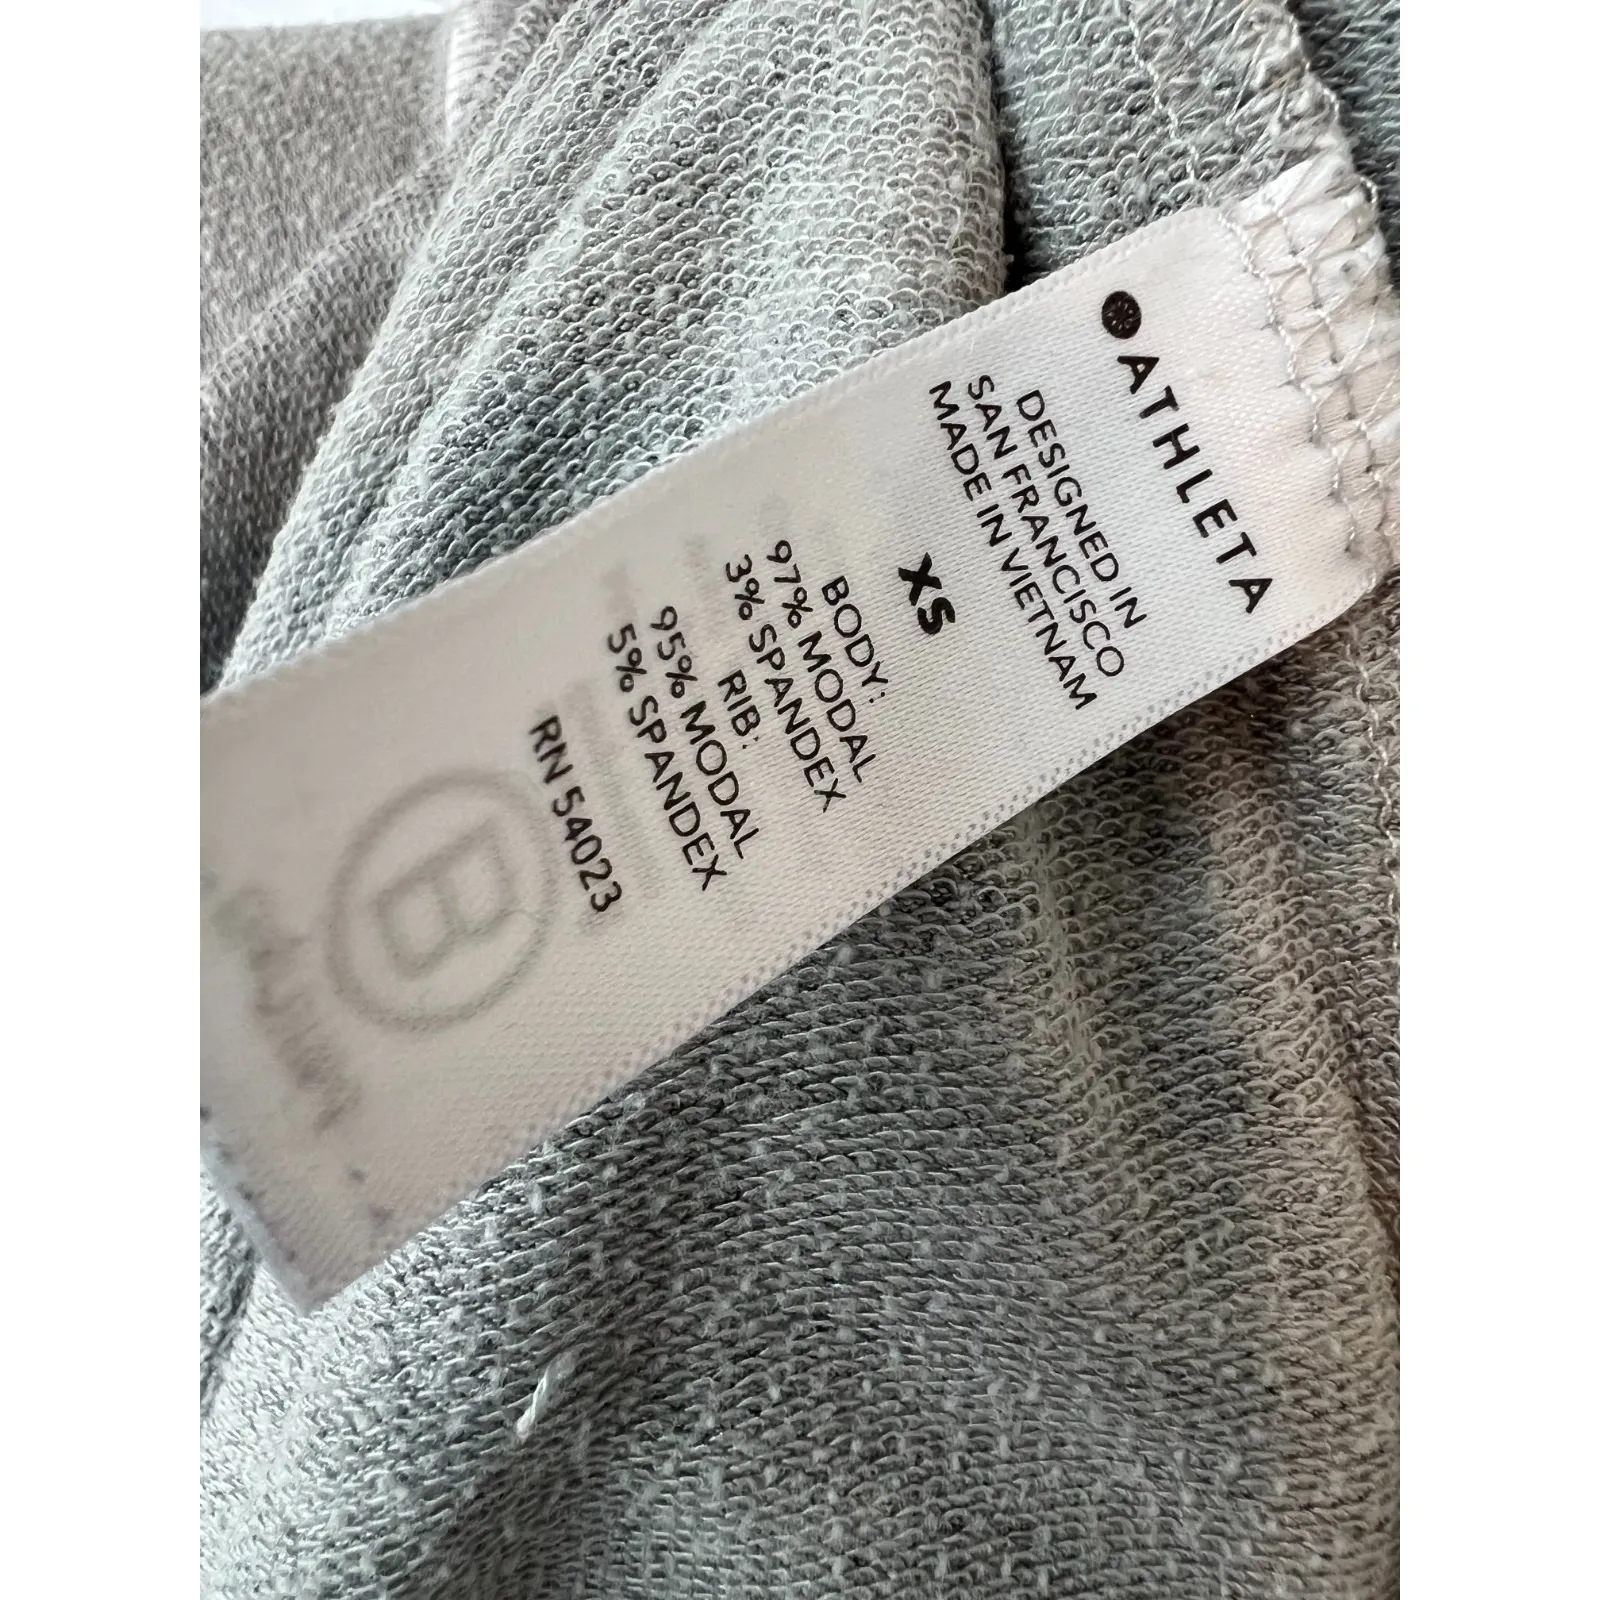 ATHLETA
DESIGNED IN
SAN FRANCISCO
MADE IN VIETNAM
XS
BODY:
97% MODAL
3% SPANDEX
RIB:
95% MODAL
5% SPANDEX
RN 54023
B